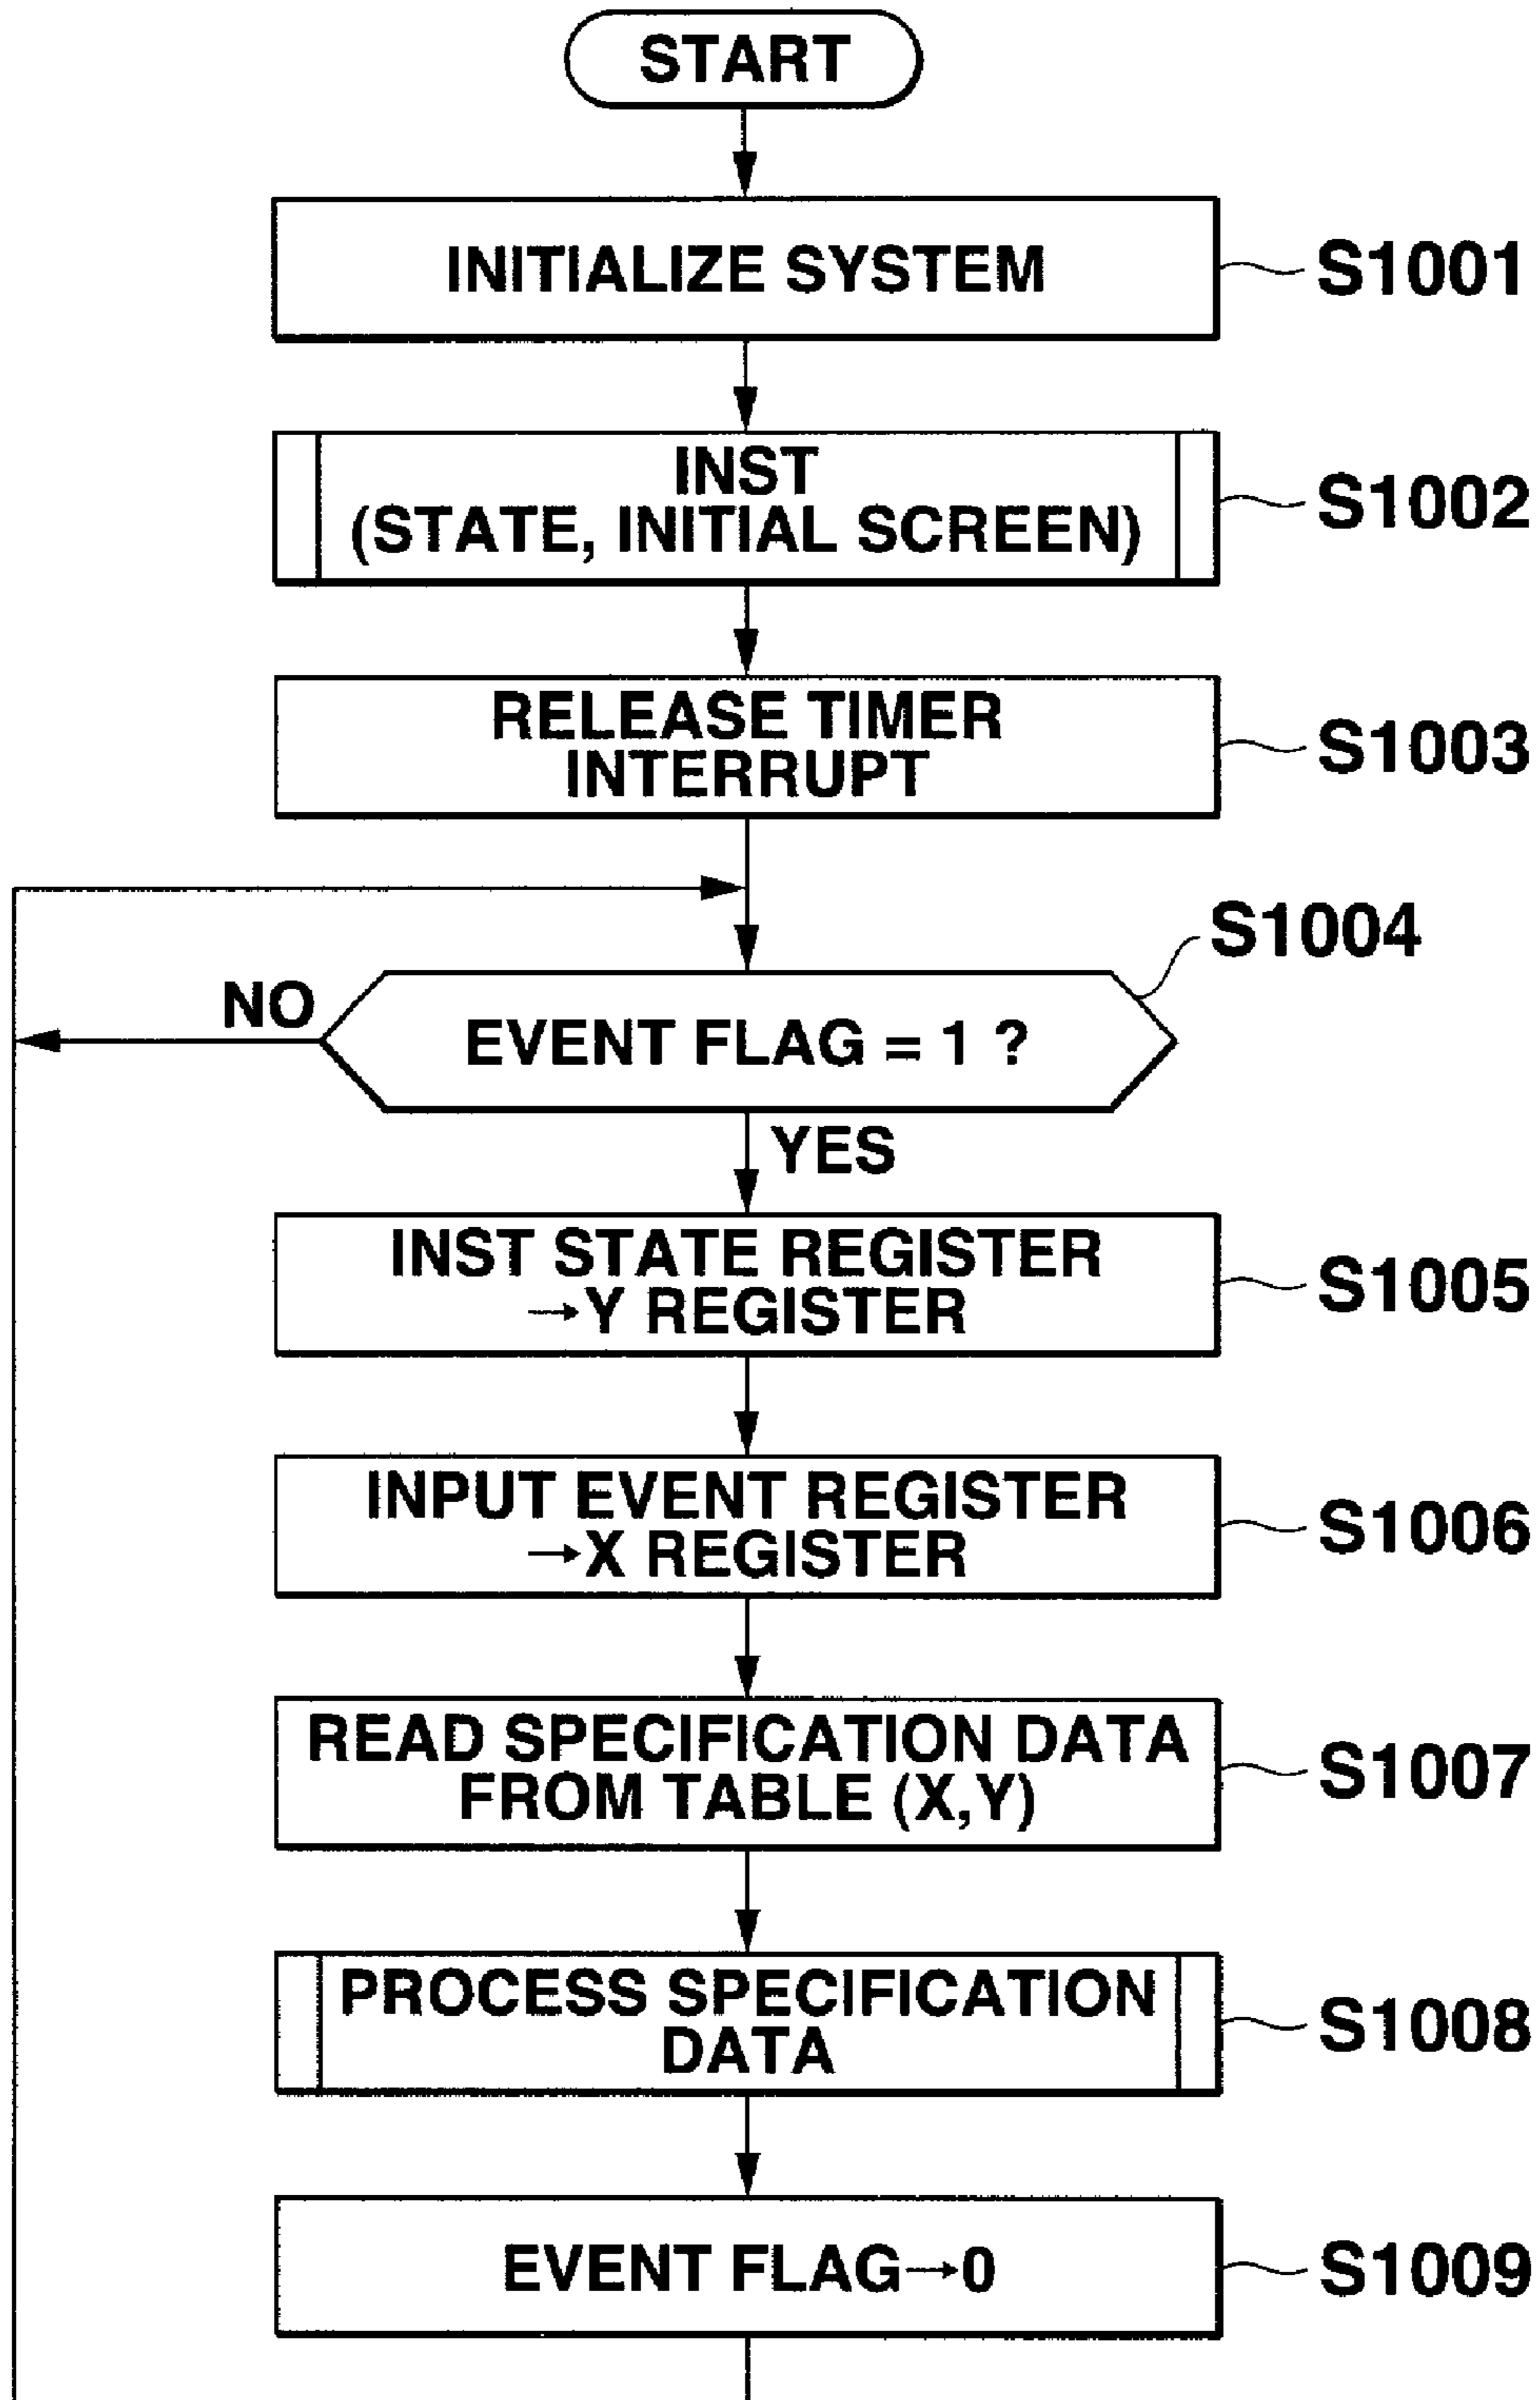 START
INITIALIZE SYSTEM
S1001
INST
(STATE, INITIAL SCREEN)
S1002
RELEASE TIMER
INTERRUPT
S1003
S1004
NO
EVENT FLAG = 1 ?
YES
INST STATE REGISTER
→Y REGISTER
S1005
INPUT EVENT REGISTER
→X REGISTER
S1006
READ SPECIFICATION DATA
FROM TABLE (X,Y)
S1007
PROCESS SPECIFICATION
DATA
S1008
EVENT FLAG→0
S1009